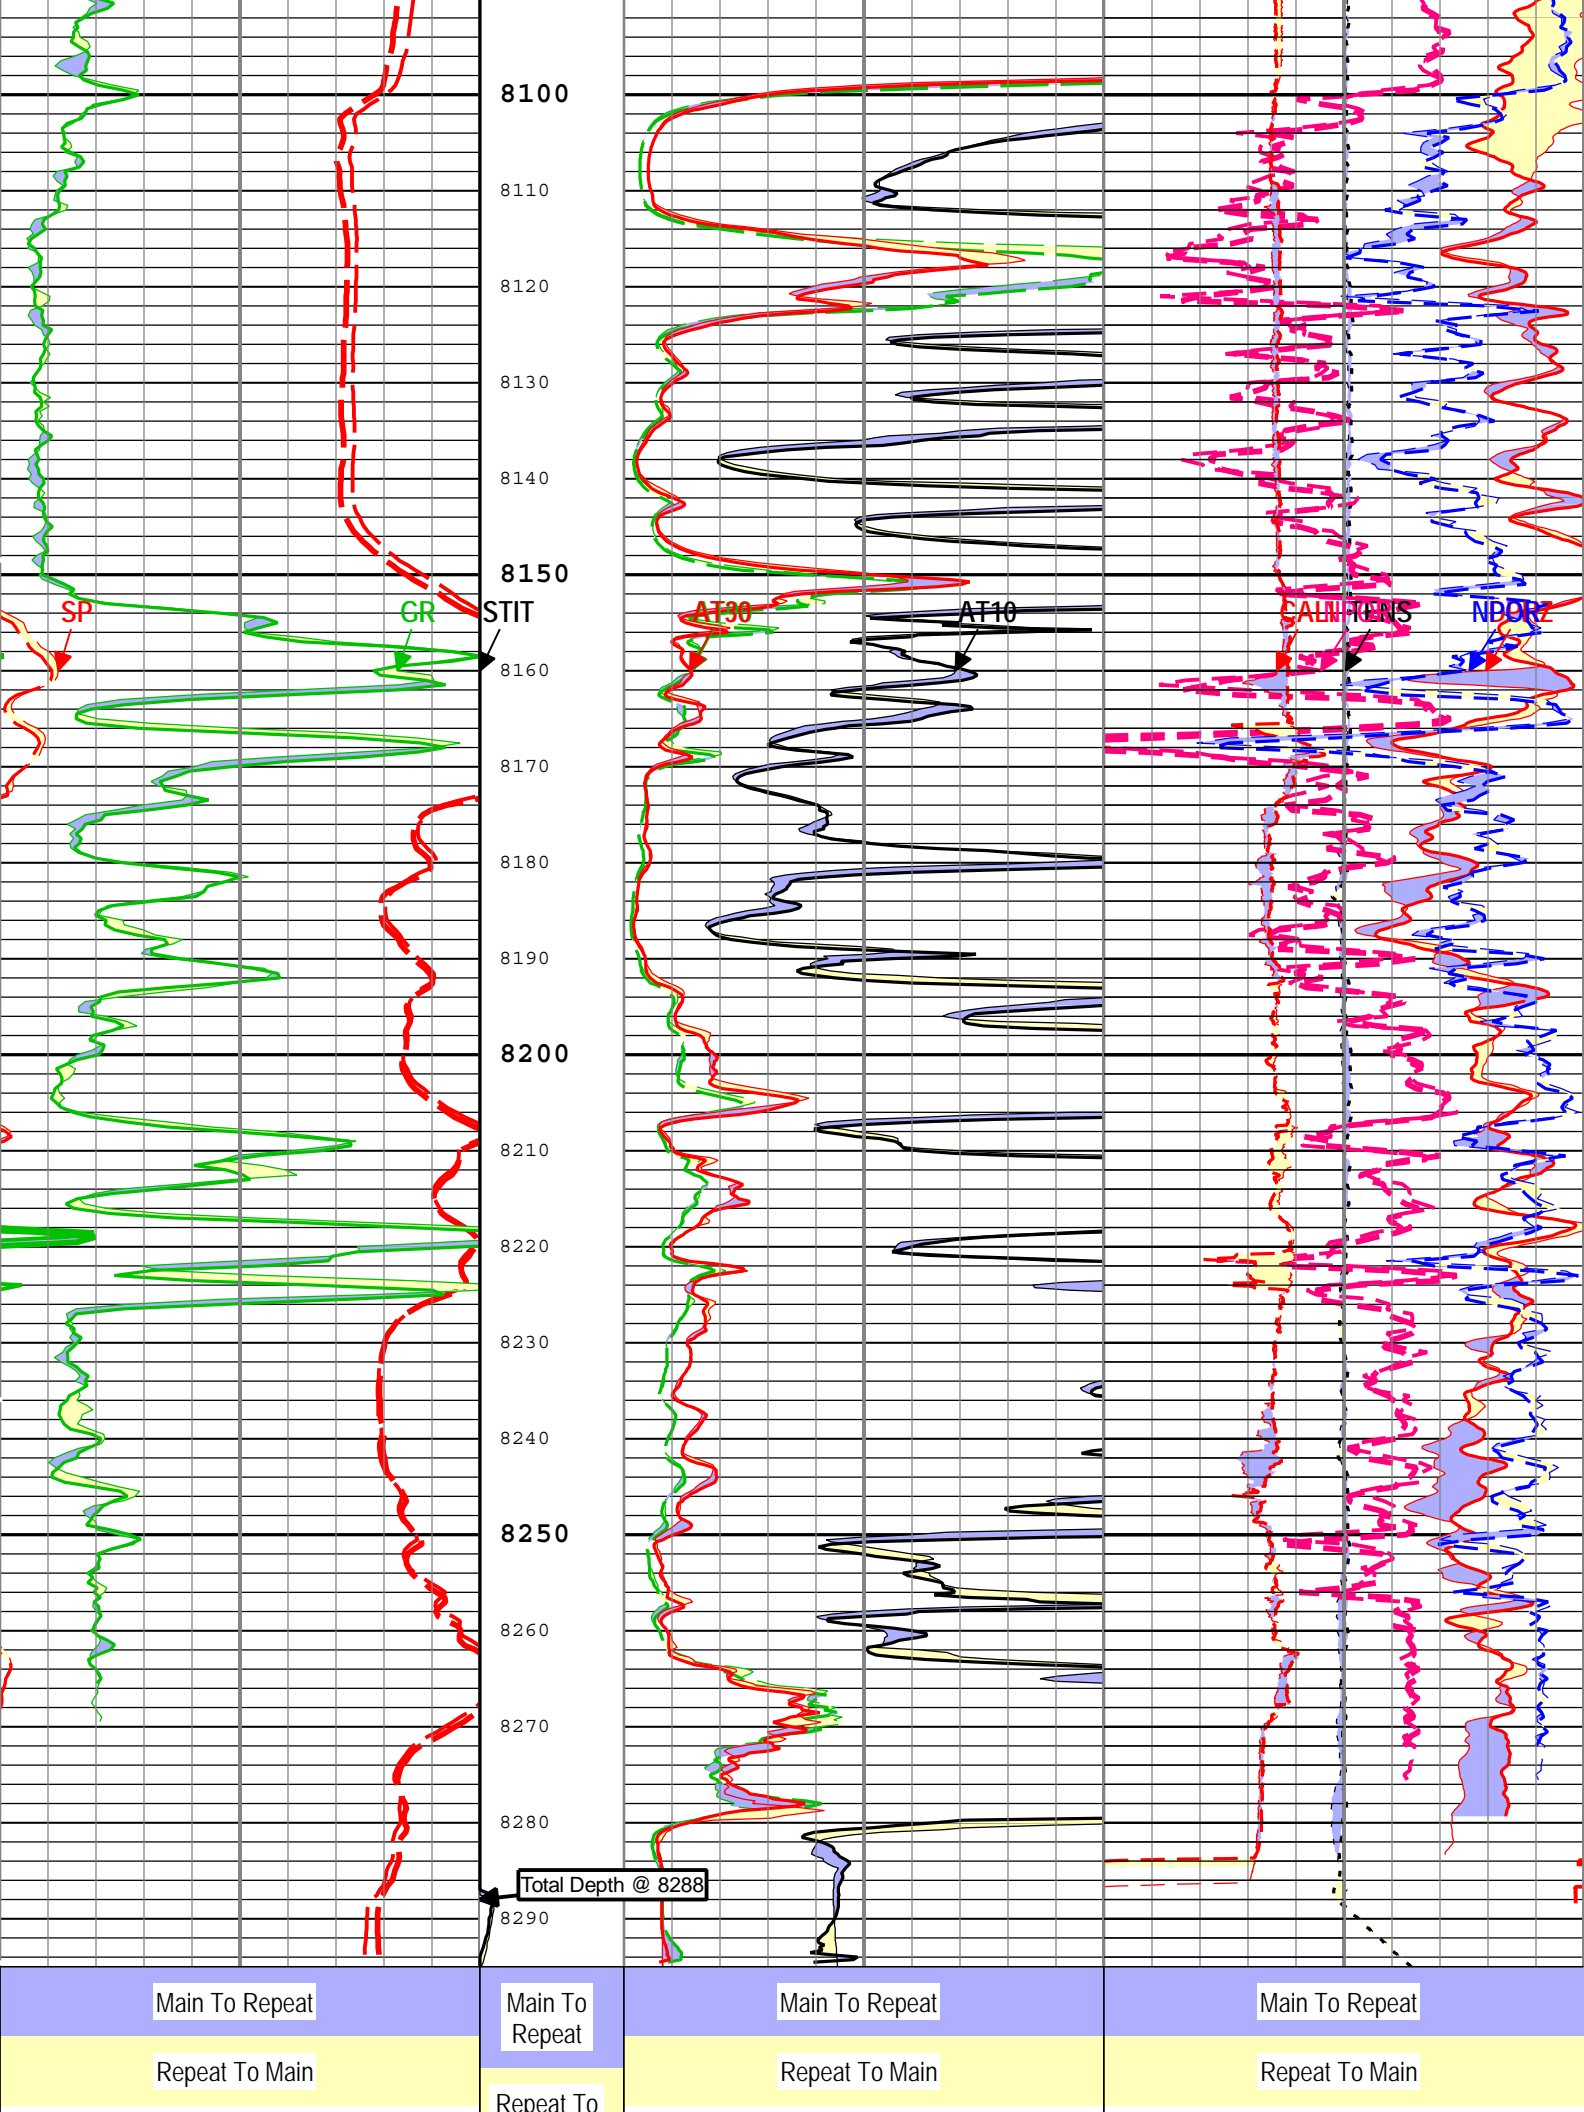 8100
8110
8120
8130
8140
8150
SP
GR
STIT
AT30
AT10
NDORZ
8160
8170
8180
8190
8200
8210
8220
8230
8240
8250
8260
8270
8280
Total Depth @ 8288
8290
Main To Repeat
Main To
Repeat
Main To Repeat
Main To Repeat
Repeat To Main
Repeat To
Repeat To Main
Repeat To Main